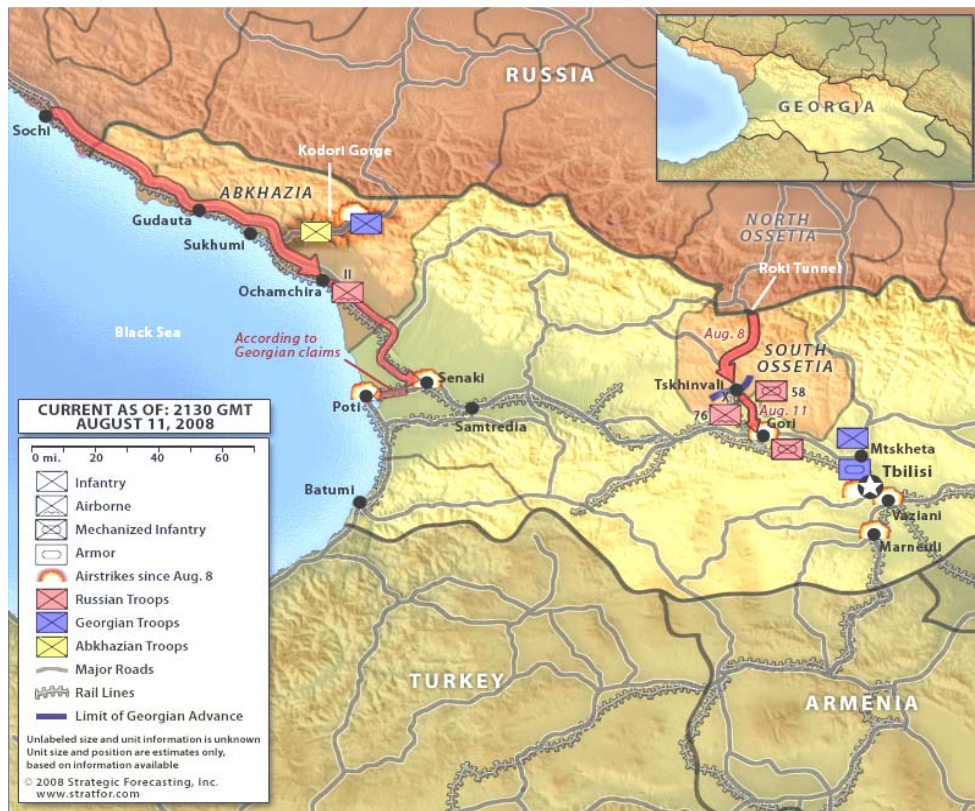 RUSSIA
GEORGIA
Sochi
Kodori Gorge
ABKHAZIA
Gudauta
Sukhumi
NORTH
OSSETIA
Roki Tunnel
II
Ochamchira
Black Sea
According to
Georgian claims
Aug. 8
SOUTH
OSSETIA
Senaki
Poti
Tskhinvali
X
58
76
Aug. 11
Gori
Samtredia
Mtskheta
Tbilisi
Batumi
Vaziani
Marneuli
TURKEY
ARMENIA
CURRENT AS OF: 2130 GMT
AUGUST 11, 2008
0 mi. 20 40 60
Infantry
Airborne
Mechanized Infantry
Armor
Airstrikes since Aug. 8
Russian Troops
Georgian Troops
Abkhazian Troops
Major Roads
Rail Lines
Limit of Georgian Advance
Unlabeled size and unit information is unknown
Unit size and position are estimates only,
based on information available
© 2008 Strategic Forecasting, Inc.
www.stratfor.com